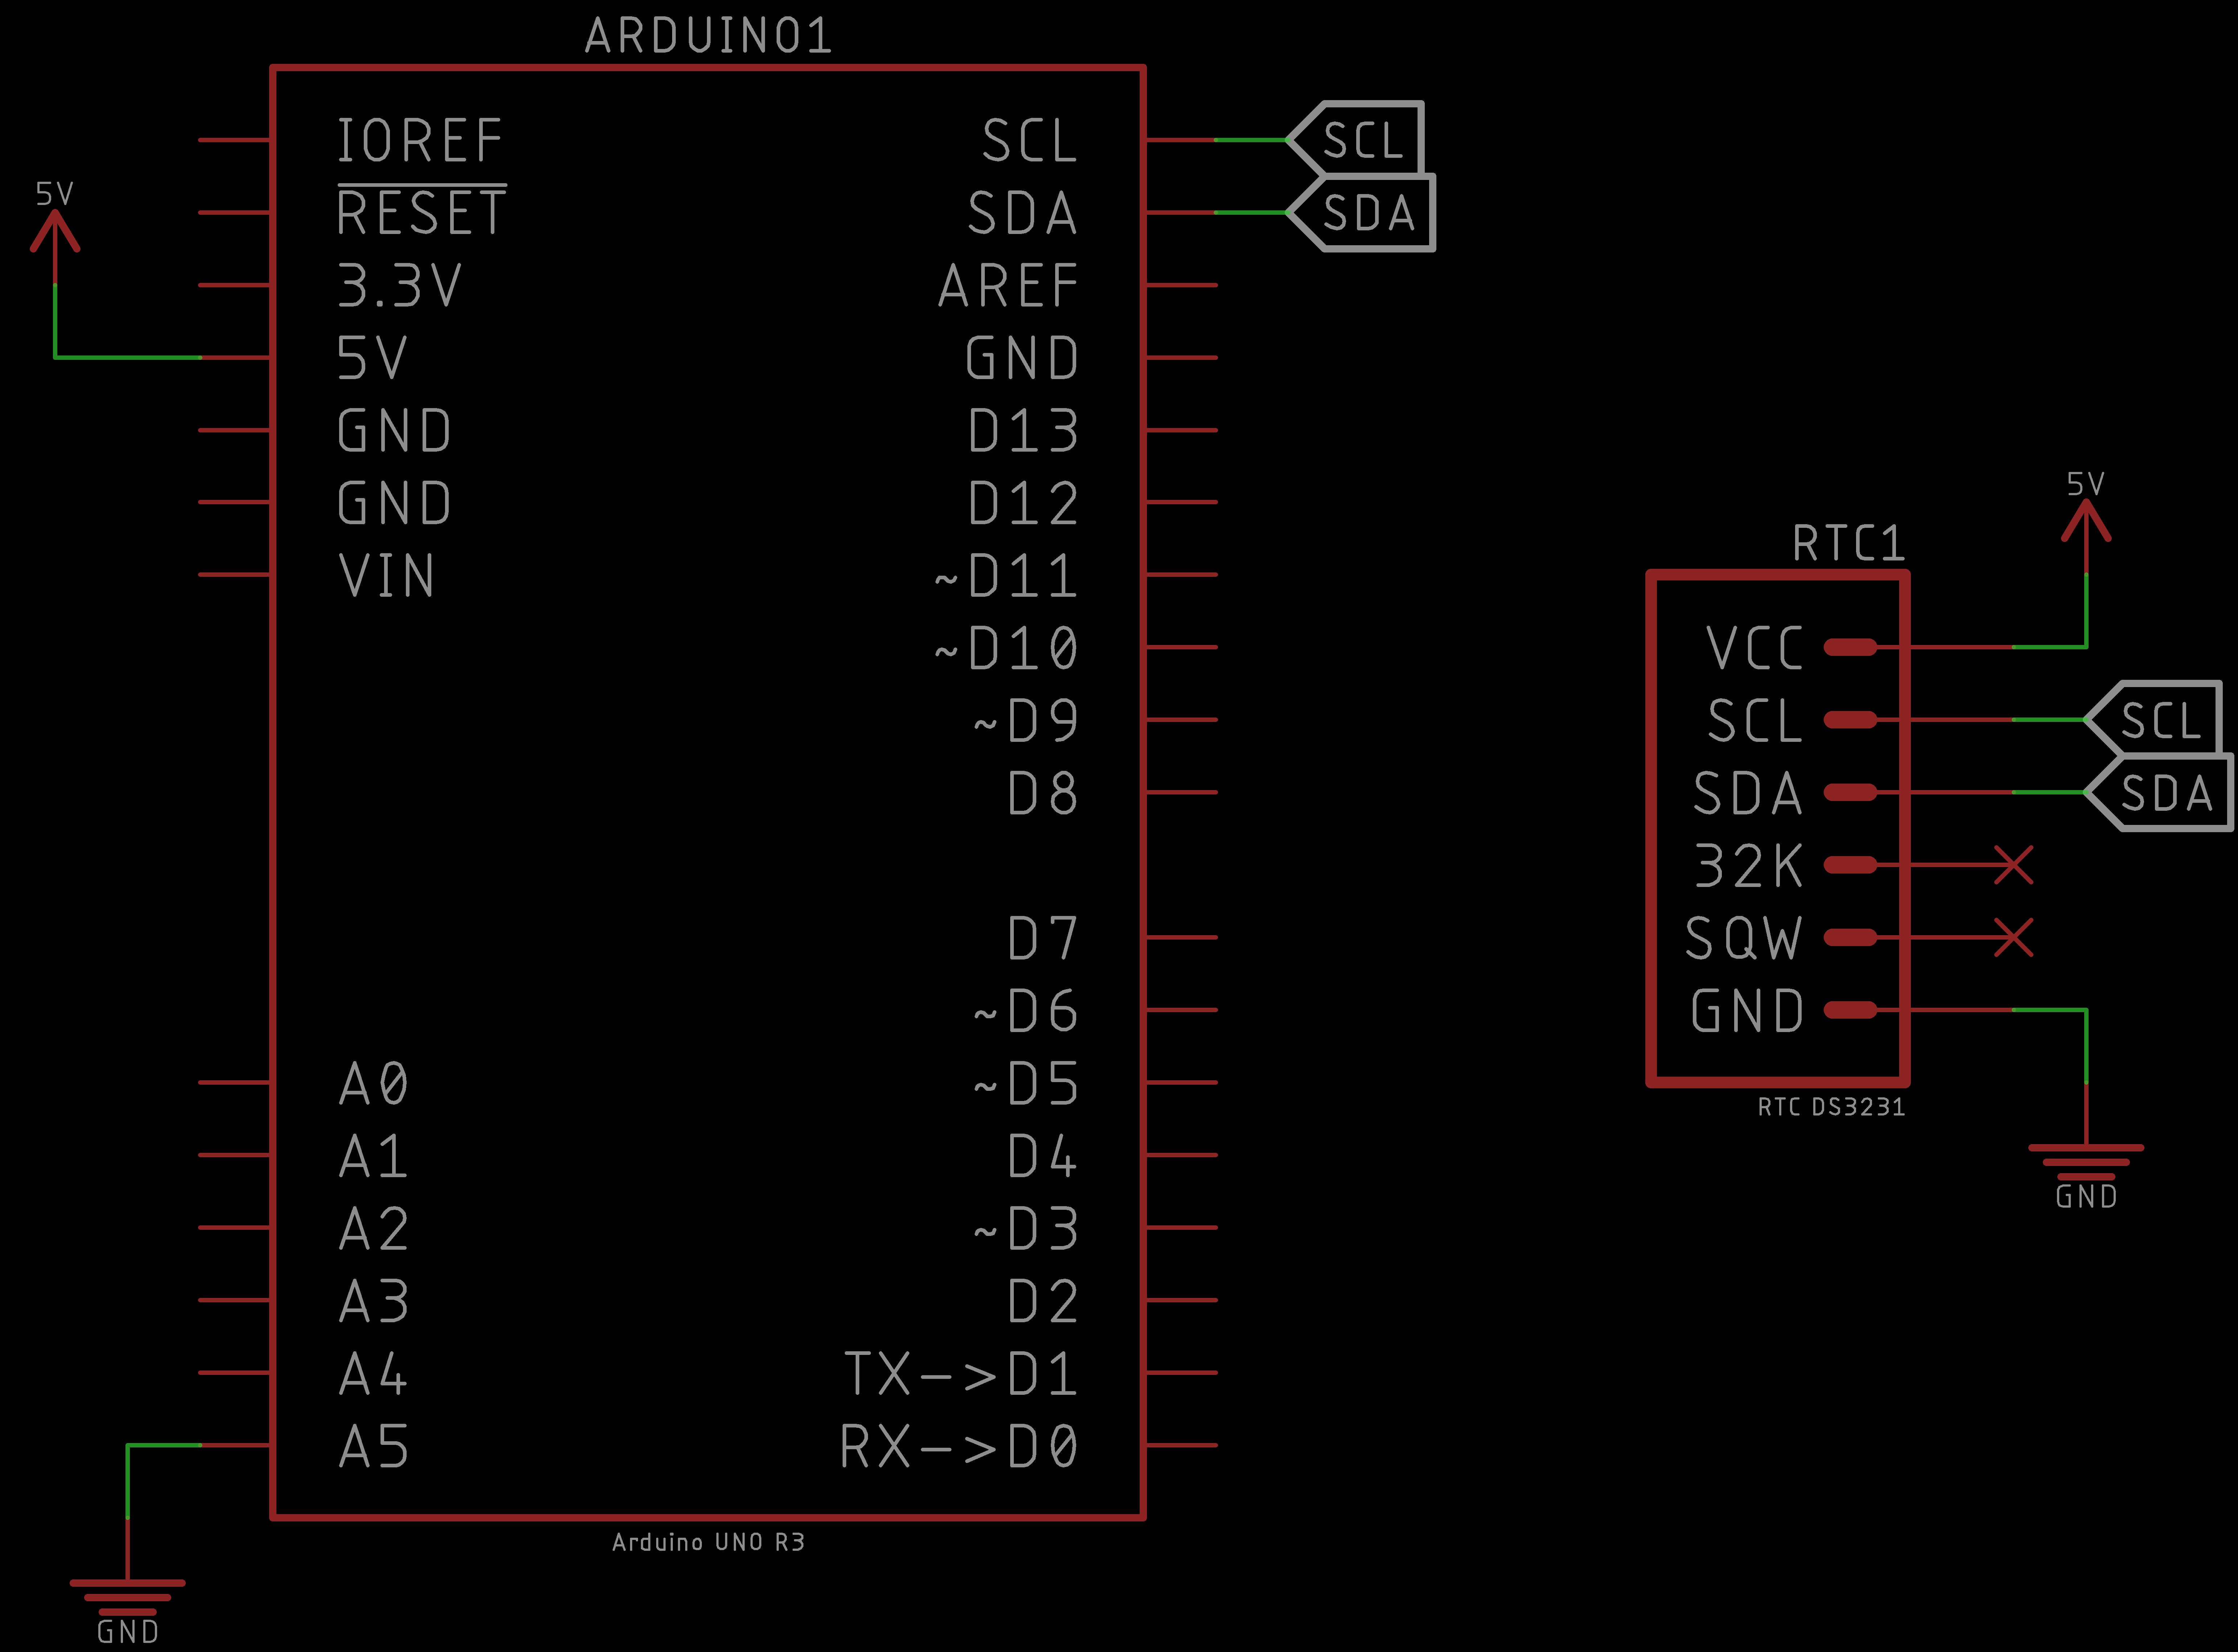 ARDUINO1
IOREF
RESET
3.3V
5V
GND
GND
VIN
A0
A1
A2
A3
A4
A5
SCL
SDA
AREF
GND
D13
D12
~D11
~D10
~D9
D8
D7
~D6
~D5
D4
~D3
D2
TX->D1
RX->D0
Arduino UNO R3
5V
GND
SCL
SDA
RTC1
VCC
SCL
SDA
32K
SQW
GND
RTC DS3231
5V
SCL
SDA
GND